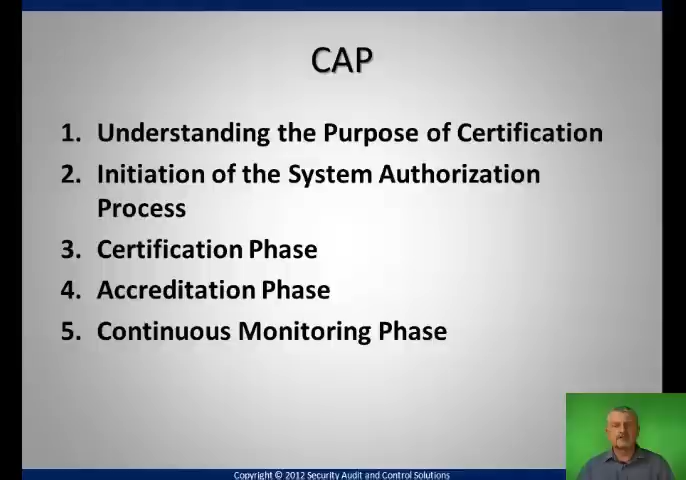 CAP
1. Understanding the Purpose of Certification
2. Initiation of the System Authorization
Process
3. Certification Phase
4. Accreditation Phase
5. Continuous Monitoring Phase
Copyright © 2012 Security Audit and Control Solutions